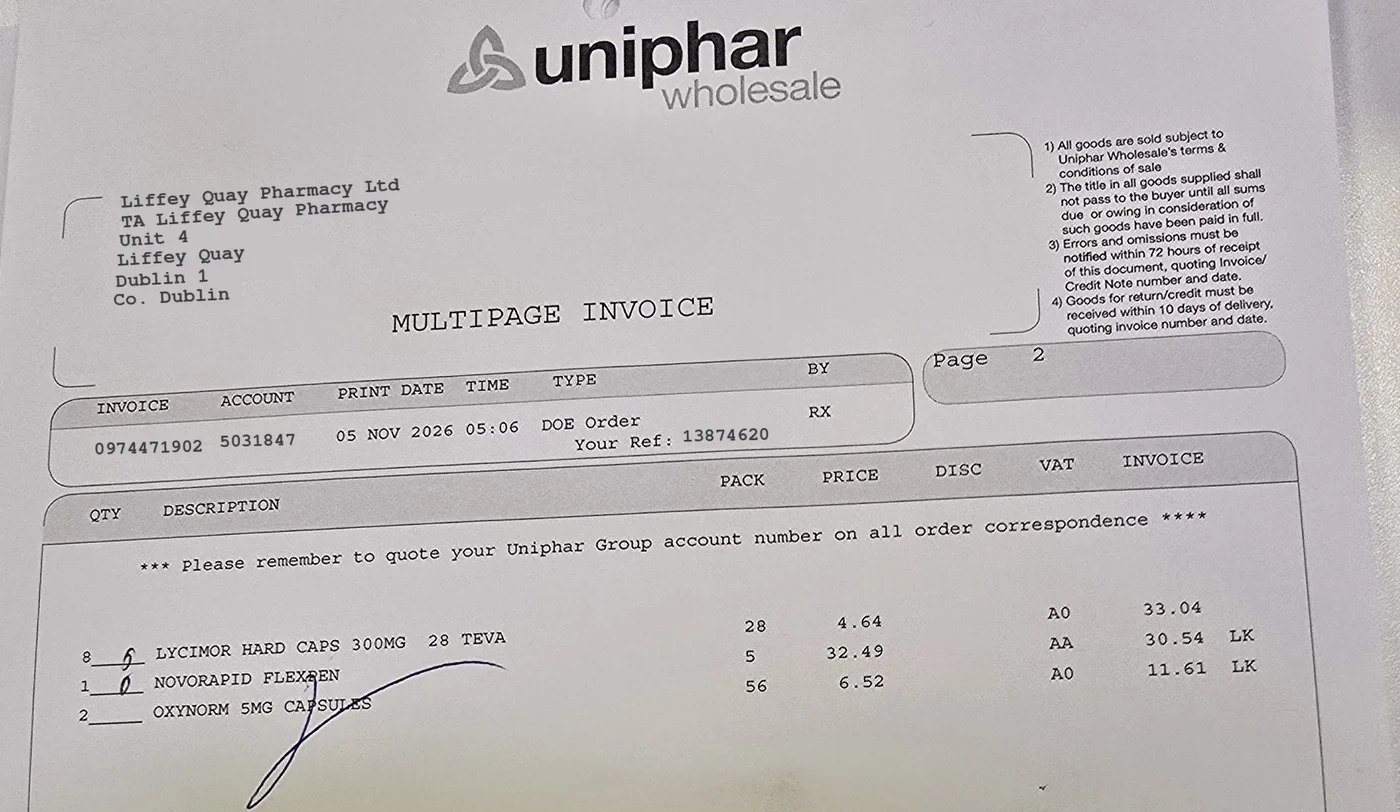 uniphar
wholesale
Liffey Quay Pharmacy Ltd
TA Liffey Quay Pharmacy
Unit 4
Liffey Quay
Dublin 1
Co. Dublin
1) All goods are sold subject to
Uniphar Wholesale's terms &
conditions of sale
2) The title in all goods supplied shall
not pass to the buyer until all sums
due or owing in consideration of
such goods have been paid in full.
3) Errors and omissions must be
notified within 72 hours of receipt
of this document, quoting Invoice/
Credit Note number and date.
4) Goods for return/credit must be
received within 10 days of delivery,
quoting invoice number and date.
MULTIPAGE INVOICE
Page 2
INVOICE ACCOUNT PRINT DATE TIME TYPE BY
0974471902 5031847 05 NOV 2026 05:06 DOE Order RX
Your Ref: 13874620
QTY DESCRIPTION PACK PRICE DISC VAT INVOICE
*** Please remember to quote your Uniphar Group account number on all order correspondence ****
8 LYCIMOR HARD CAPS 300MG 28 TEVA 28 4.64 A0 33.04
1 0 NOVORAPID FLEXPEN 5 32.49 AA 30.54 LK
2 OXYNORM 5MG CAPSULES 56 6.52 A0 11.61 LK